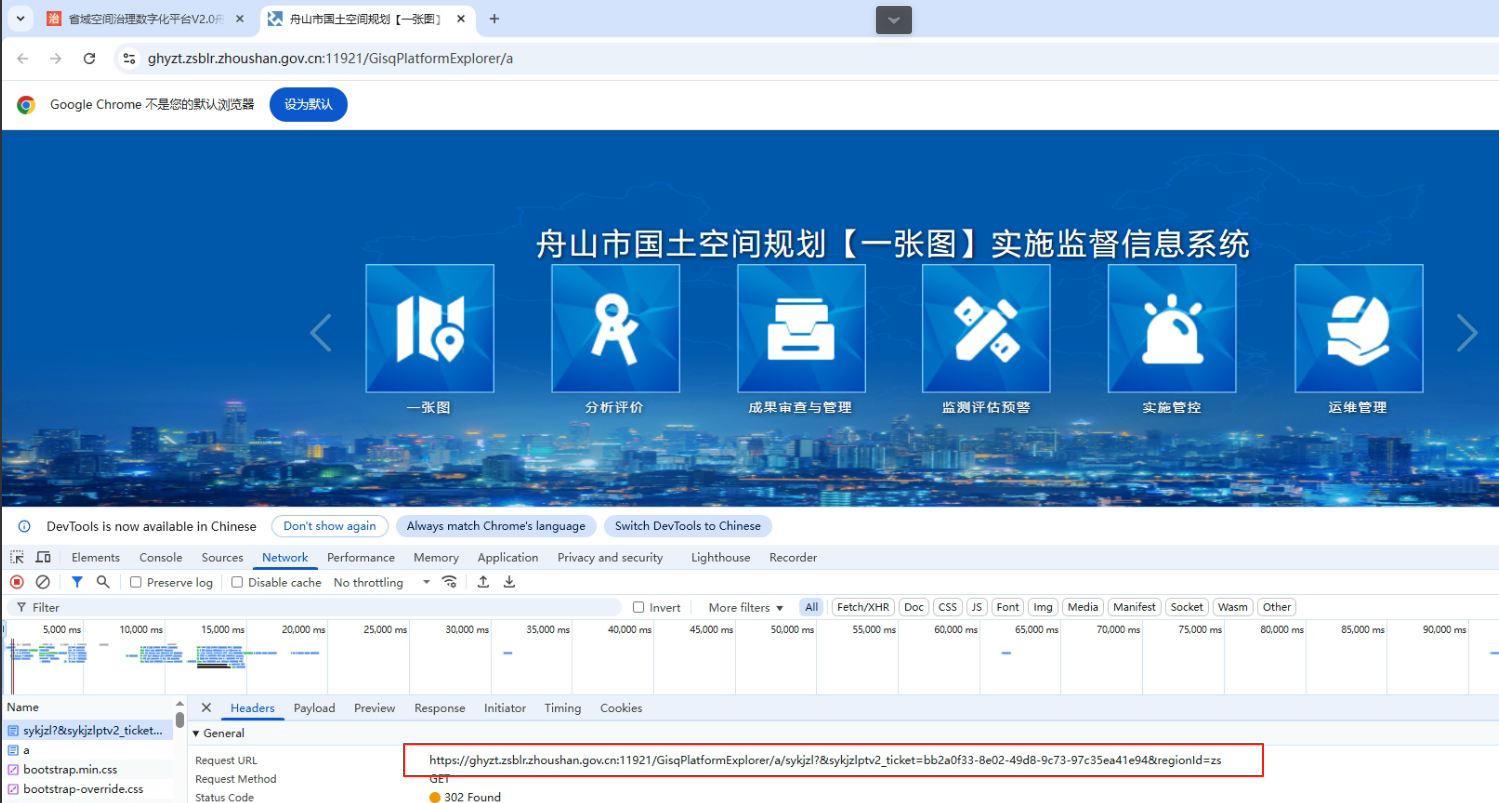 省域空间治理数字化平台V2.0
舟山市国土空间规划【一张图】
ghyzt.zsblr.zhoushan.gov.cn:11921/GisqPlatformExplorer/a
Google Chrome 不是您的默认浏览器
设为默认
舟山市国土空间规划【一张图】实施监督信息系统
一张图
分析评价
成果审查与管理
监测评估预警
实施管控
运维管理
DevTools is now available in Chinese
Don't show again
Always match Chrome's language
Switch DevTools to Chinese
Elements Console Sources Network Performance Memory Application Privacy and security Lighthouse Recorder
Preserve log Disable cache No throttling
Filter Invert More filters All Fetch/XHR Doc CSS JS Font Img Media Manifest Socket Wasm Other
5,000 ms 10,000 ms 15,000 ms 20,000 ms 25,000 ms 30,000 ms 35,000 ms 40,000 ms 45,000 ms 50,000 ms 55,000 ms 60,000 ms 65,000 ms 70,000 ms 75,000 ms 80,000 ms 85,000 ms 90,000 ms
Name
Headers Payload Preview Response Initiator Timing Cookies
sykjzl?&sykjzlptv2_ticket...
a
bootstrap.min.css
bootstrap-override.css
General
Request URL
https://ghyzt.zsblr.zhoushan.gov.cn:11921/GisqPlatformExplorer/a/sykjzl?&sykjzlptv2_ticket=bb2a0f33-8e02-49d8-9c73-97c35ea41e94&regionId=zs
Request Method
GET
Status Code
302 Found